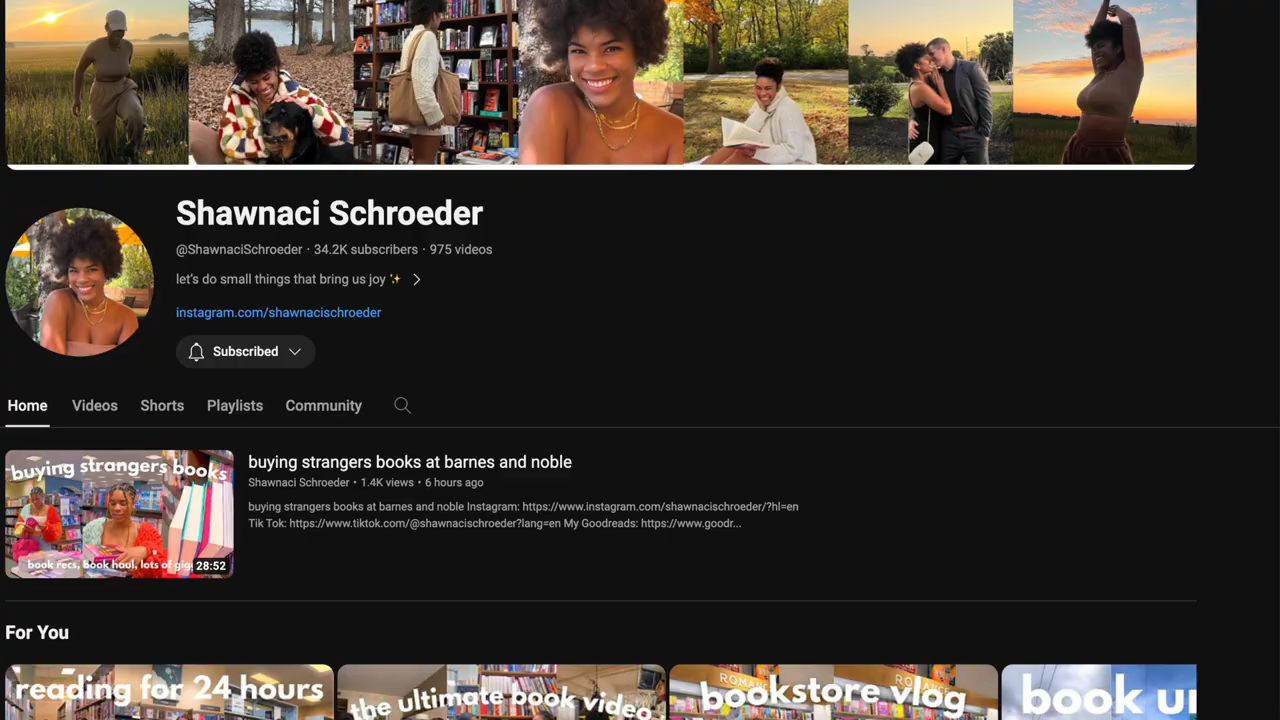 Shawnaci Schroeder
@ShawnaciSchroeder · 34.2K subscribers · 975 videos
let's do small things that bring us joy ✨
instagram.com/shawnacischroeder
Subscribed
Home Videos Shorts Playlists Community
buying strangers books
book recs, book haul, lots of gig
28:52
buying strangers books at barnes and noble
Shawnaci Schroeder • 1.4K views • 6 hours ago
buying strangers books at barnes and noble Instagram: https://www.instagram.com/shawnacischroeder/?hl=en
Tik Tok: https://www.tiktok.com/@shawnacischroeder?lang=en My Goodreads: https://www.goodr...
For You
reading for 24 hours
the ultimate book video
ROMANCE
bookstore vlog
book un